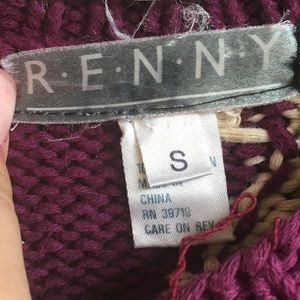 R·E·N·N·Y
S
CHINA
RN 39719
CARE ON REV